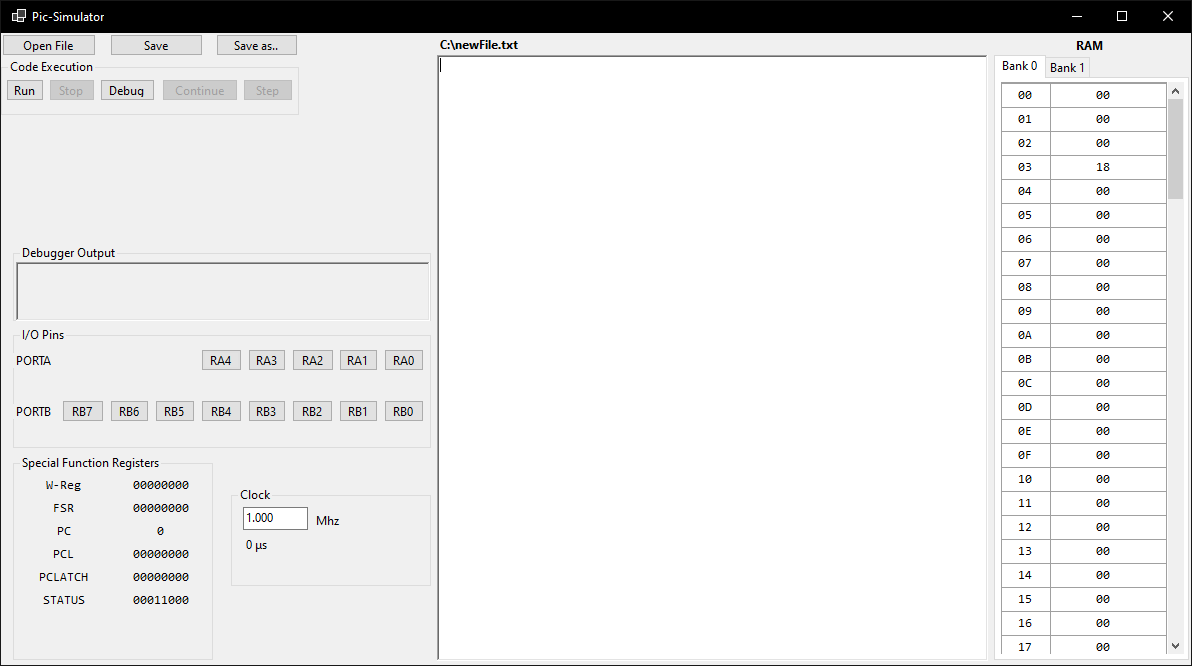 Pic-Simulator
Open File Save Save as.. C:\newFile.txt RAM
Code Execution
Run Stop Debug Continue Step
Bank 0 Bank 1
00 00
01 00
02 00
03 18
04 00
05 00
06 00
07 00
08 00
09 00
0A 00
0B 00
0C 00
0D 00
0E 00
0F 00
10 00
11 00
12 00
13 00
14 00
15 00
16 00
17 00
Debugger Output
I/O Pins
PORTA RA4 RA3 RA2 RA1 RA0
PORTB RB7 RB6 RB5 RB4 RB3 RB2 RB1 RB0
Special Function Registers
W-Reg 00000000
FSR 00000000
PC 0
PCL 00000000
PCLATCH 00000000
STATUS 00011000
Clock
1.000 Mhz
0 µs